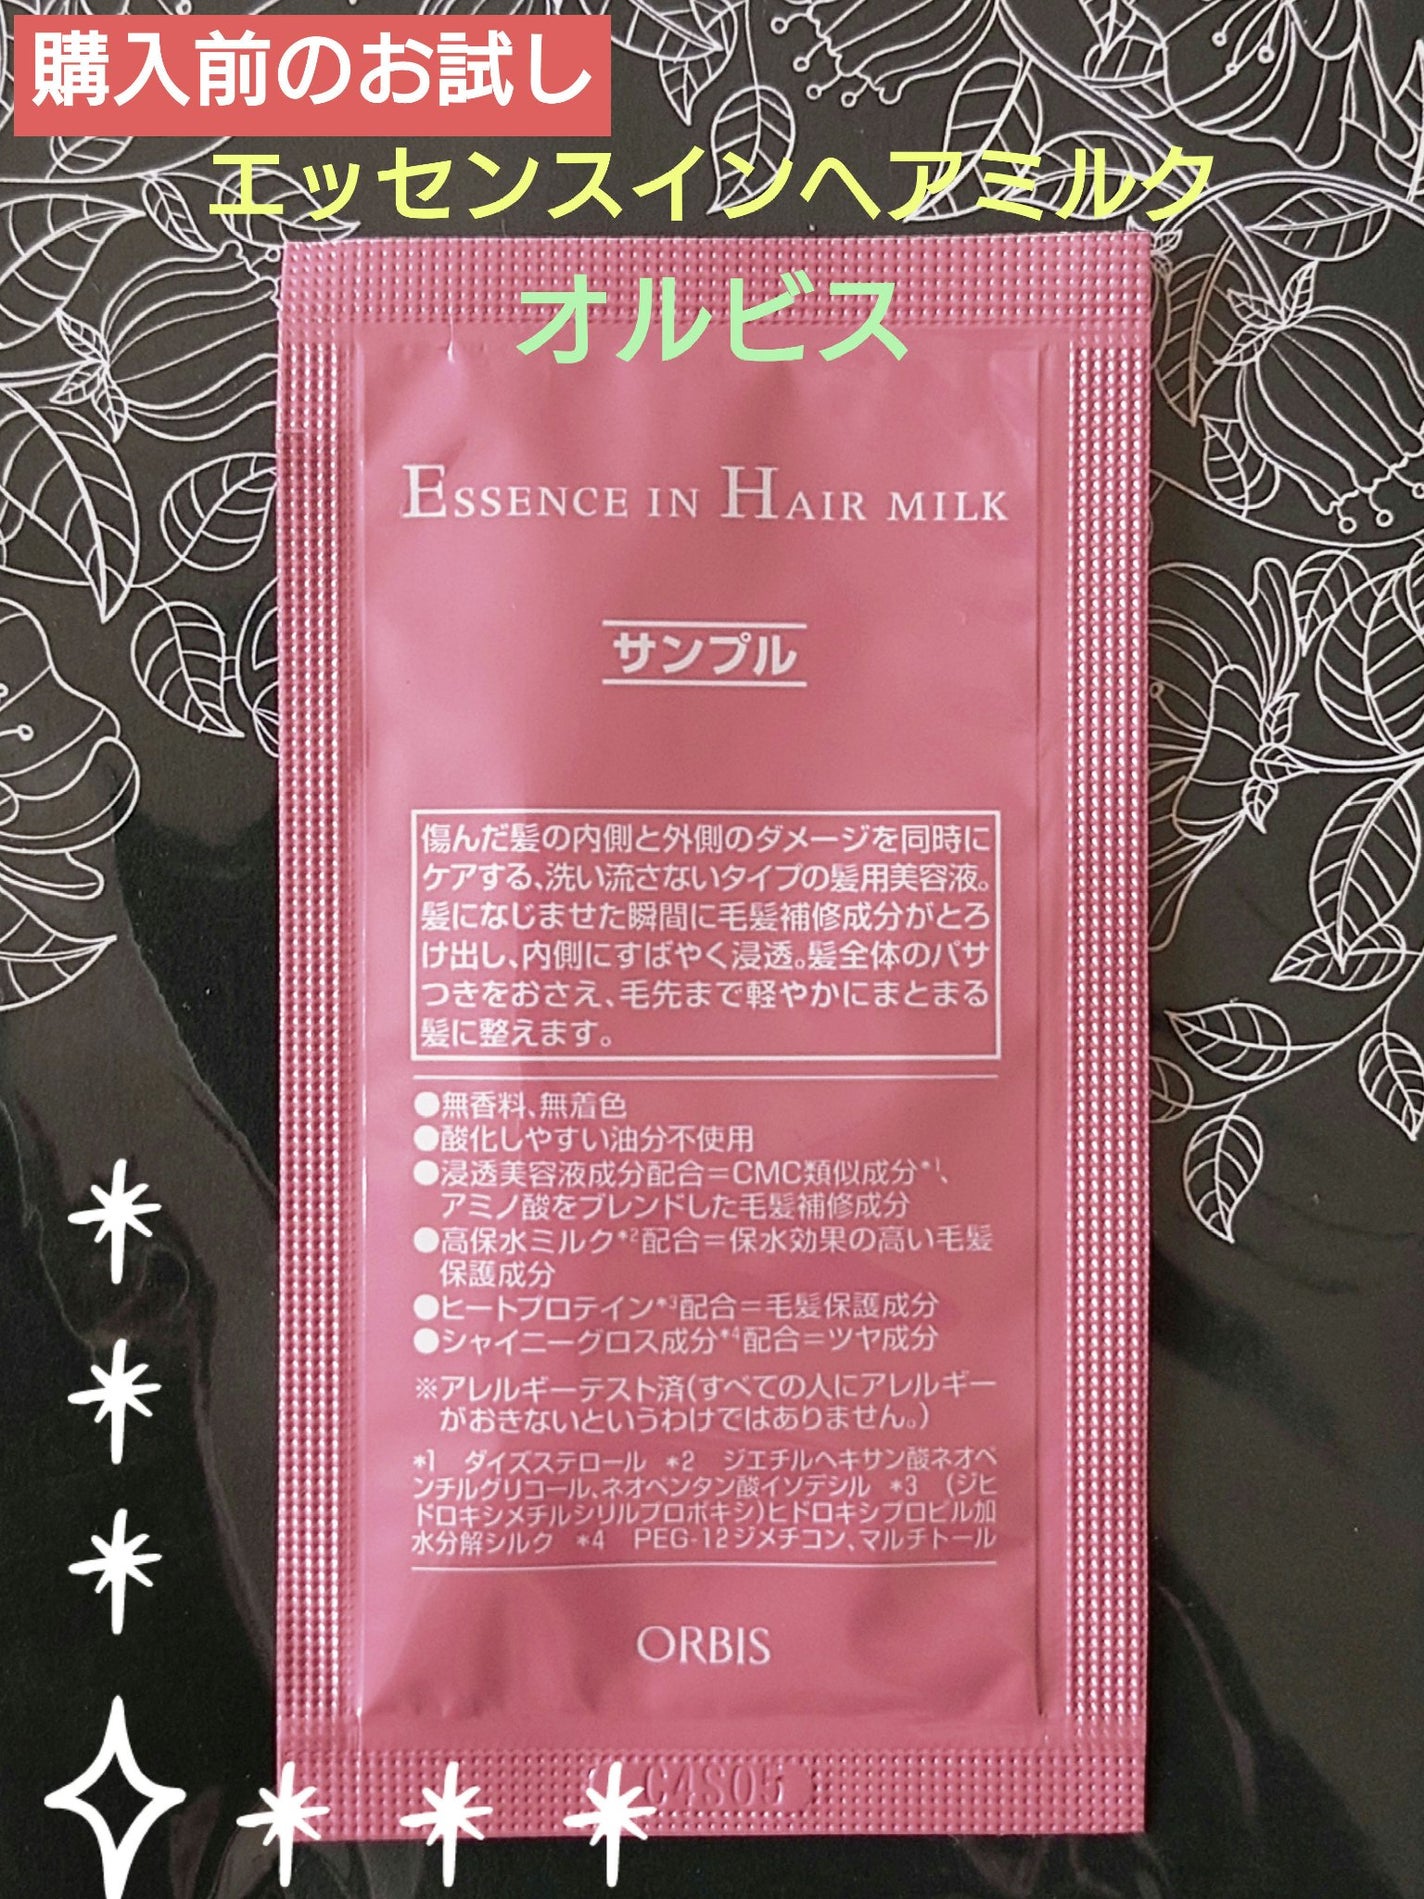 購入前のお試し
エッセンスインヘアミルク
オルビス
ESSENCE IN HAIR MILK
サンプル
傷んだ髪の内側と外側のダメージを同時に
ケアする、洗い流さないタイプの髪用美容液。
髪になじませた瞬間に毛髪補修成分がとろ
け出し、内側にすばやく浸透。髪全体のパサ
つきをおさえ、毛先まで軽やかにまとまる
髪に整えます。
●無香料、無着色
●酸化しやすい油分不使用
●浸透美容液成分配合＝CMC類似成分*1、
アミノ酸をブレンドした毛髪補修成分
●高保水ミルク*2配合＝保水効果の高い毛髪
保護成分
●ヒートプロテイン*3配合＝毛髪保護成分
●シャイニーグロス成分*4配合＝ツヤ成分
※アレルギーテスト済(すべての人にアレルギー
がおきないというわけではありません。)
*1 ダイズステロール *2 ジエチルヘキサン酸ネオペ
ンチルグリコール、ネオペンタン酸イソデシル *3 (ジヒ
ドロキシメチルシリルプロポキシ)ヒドロキシプロピル加
水分解シルク *4 PEG-12ジメチコン、マルチトール
ORBIS
C4S05